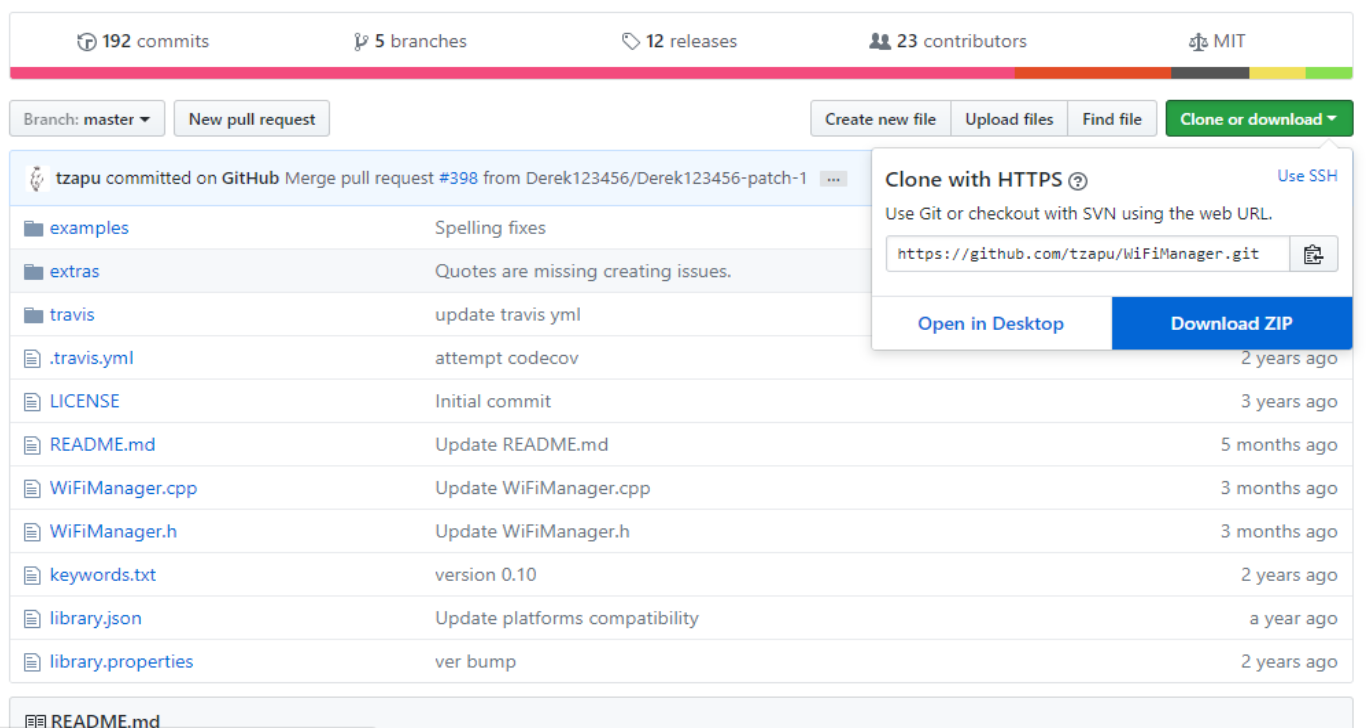 192 commits 5 branches 12 releases 23 contributors MIT
Branch: master New pull request Create new file Upload files Find file Clone or download
tzapu committed on GitHub Merge pull request #398 from Derek123456/Derek123456-patch-1 ...
Clone with HTTPS ? Use SSH
Use Git or checkout with SVN using the web URL.
https://github.com/tzapu/WiFiManager.git
Open in Desktop Download ZIP
examples Spelling fixes
extras Quotes are missing creating issues.
travis update travis yml
.travis.yml attempt codecov 2 years ago
LICENSE Initial commit 3 years ago
README.md Update README.md 5 months ago
WiFiManager.cpp Update WiFiManager.cpp 3 months ago
WiFiManager.h Update WiFiManager.h 3 months ago
keywords.txt version 0.10 2 years ago
library.json Update platforms compatibility a year ago
library.properties ver bump 2 years ago
README.md